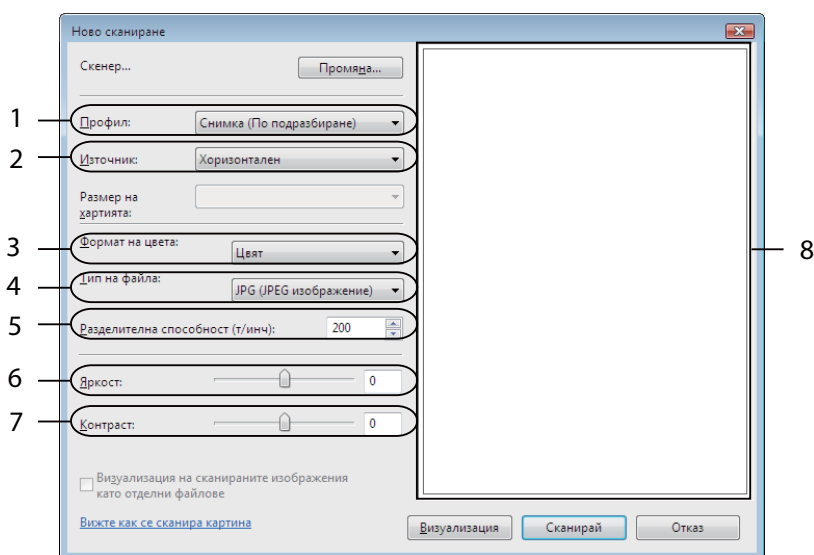 Ново сканиране
Скенер...
Промяна...
1
Профил:
Снимка (По подразбиране)
2
Източник:
Хоризонтален
Размер на
хартията:
3
Формат на цвета:
Цвят
8
4
Тип на файла:
JPG (JPEG изображение)
5
Разделителна способност (т/инч):
200
6
Яркост:
0
7
Контраст:
0
Визуализация на сканираните изображения
като отделни файлове
Вижте как се сканира картина
Визуализация
Сканирай
Отказ